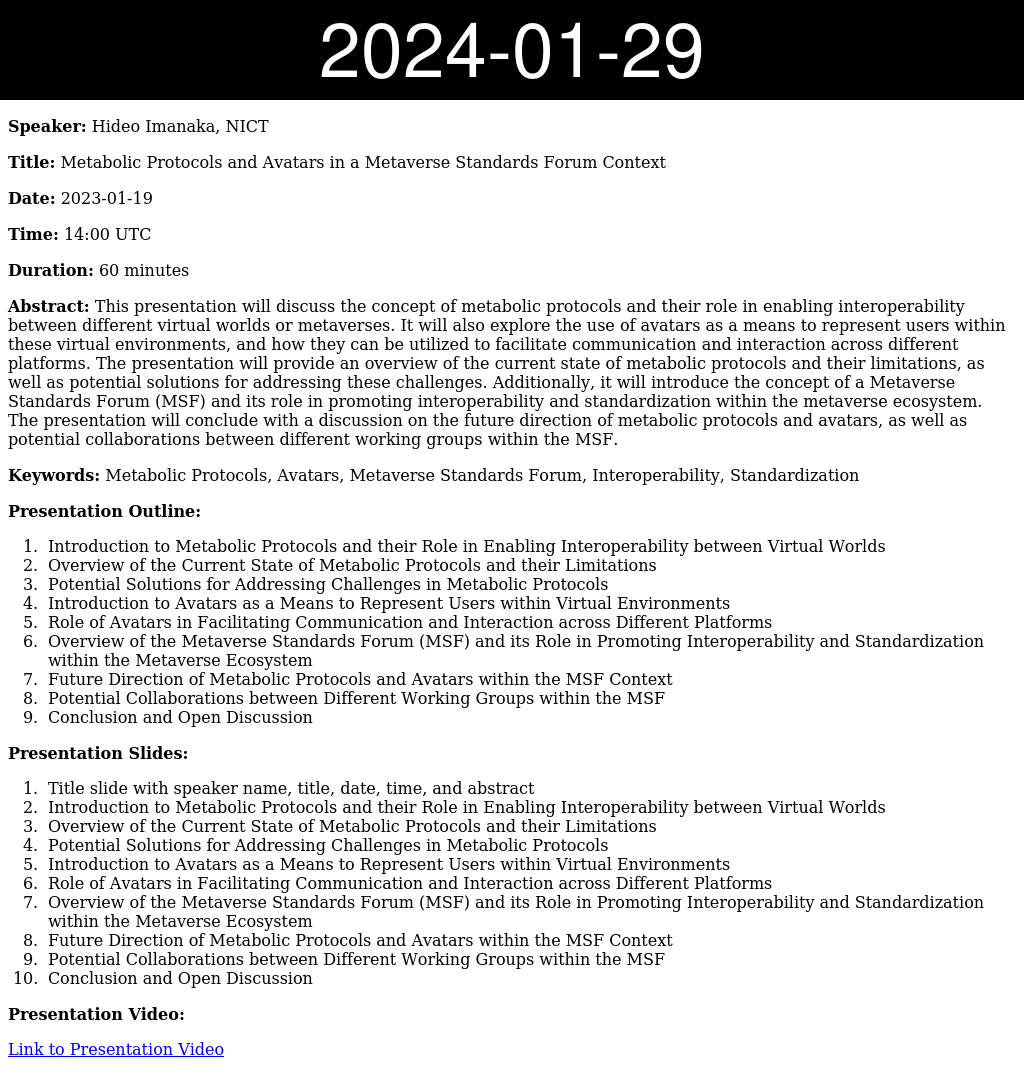 2024-01-29
Speaker: Hideo Imanaka, NICT
Title: Metabolic Protocols and Avatars in a Metaverse Standards Forum Context
Date: 2023-01-19
Time: 14:00 UTC
Duration: 60 minutes
Abstract: This presentation will discuss the concept of metabolic protocols and their role in enabling interoperability
between different virtual worlds or metaverses. It will also explore the use of avatars as a means to represent users within
these virtual environments, and how they can be utilized to facilitate communication and interaction across different
platforms. The presentation will provide an overview of the current state of metabolic protocols and their limitations, as
well as potential solutions for addressing these challenges. Additionally, it will introduce the concept of a Metaverse
Standards Forum (MSF) and its role in promoting interoperability and standardization within the metaverse ecosystem.
The presentation will conclude with a discussion on the future direction of metabolic protocols and avatars, as well as
potential collaborations between different working groups within the MSF.
Keywords: Metabolic Protocols, Avatars, Metaverse Standards Forum, Interoperability, Standardization
Presentation Outline:
1. Introduction to Metabolic Protocols and their Role in Enabling Interoperability between Virtual Worlds
2. Overview of the Current State of Metabolic Protocols and their Limitations
3. Potential Solutions for Addressing Challenges in Metabolic Protocols
4. Introduction to Avatars as a Means to Represent Users within Virtual Environments
5. Role of Avatars in Facilitating Communication and Interaction across Different Platforms
6. Overview of the Metaverse Standards Forum (MSF) and its Role in Promoting Interoperability and Standardization
within the Metaverse Ecosystem
7. Future Direction of Metabolic Protocols and Avatars within the MSF Context
8. Potential Collaborations between Different Working Groups within the MSF
9. Conclusion and Open Discussion
Presentation Slides:
1. Title slide with speaker name, title, date, time, and abstract
2. Introduction to Metabolic Protocols and their Role in Enabling Interoperability between Virtual Worlds
3. Overview of the Current State of Metabolic Protocols and their Limitations
4. Potential Solutions for Addressing Challenges in Metabolic Protocols
5. Introduction to Avatars as a Means to Represent Users within Virtual Environments
6. Role of Avatars in Facilitating Communication and Interaction across Different Platforms
7. Overview of the Metaverse Standards Forum (MSF) and its Role in Promoting Interoperability and Standardization
within the Metaverse Ecosystem
8. Future Direction of Metabolic Protocols and Avatars within the MSF Context
9. Potential Collaborations between Different Working Groups within the MSF
10. Conclusion and Open Discussion
Presentation Video:
Link to Presentation Video